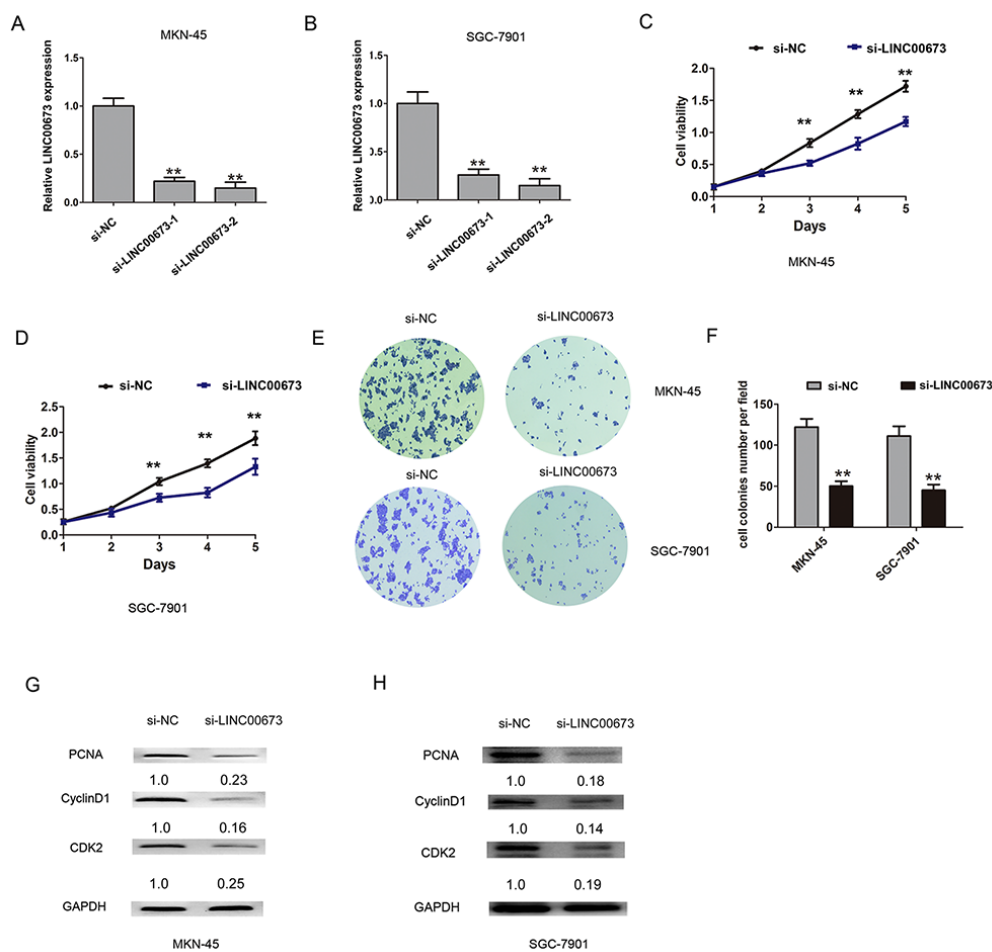 A
MKN-45
Relative LINC00673 expression
1.5
1.0
0.5
0.0
**
**
si-NC
si-LINC00673-1
si-LINC00673-2
B
SGC-7901
Relative LINC00673 expression
1.5
1.0
0.5
0.0
**
**
si-NC
si-LINC00673-1
si-LINC00673-2
C
si-NC
si-LINC00673
Cell viability
2.0
1.5
1.0
0.5
0.0
**
**
**
1 2 3 4 5
Days
MKN-45
D
si-NC
si-LINC00673
Cell viability
2.5
2.0
1.5
1.0
0.5
0.0
**
**
**
1 2 3 4 5
Days
SGC-7901
E
si-NC si-LINC00673
MKN-45
si-NC si-LINC00673
SGC-7901
F
si-NC
si-LINC00673
cell colonies number per field
150
100
50
0
**
**
MKN-45
SGC-7901
G
si-NC si-LINC00673
PCNA
1.0 0.23
CyclinD1
1.0 0.16
CDK2
1.0 0.25
GAPDH
MKN-45
H
si-NC si-LINC00673
PCNA
1.0 0.18
CyclinD1
1.0 0.14
CDK2
1.0 0.19
GAPDH
SGC-7901